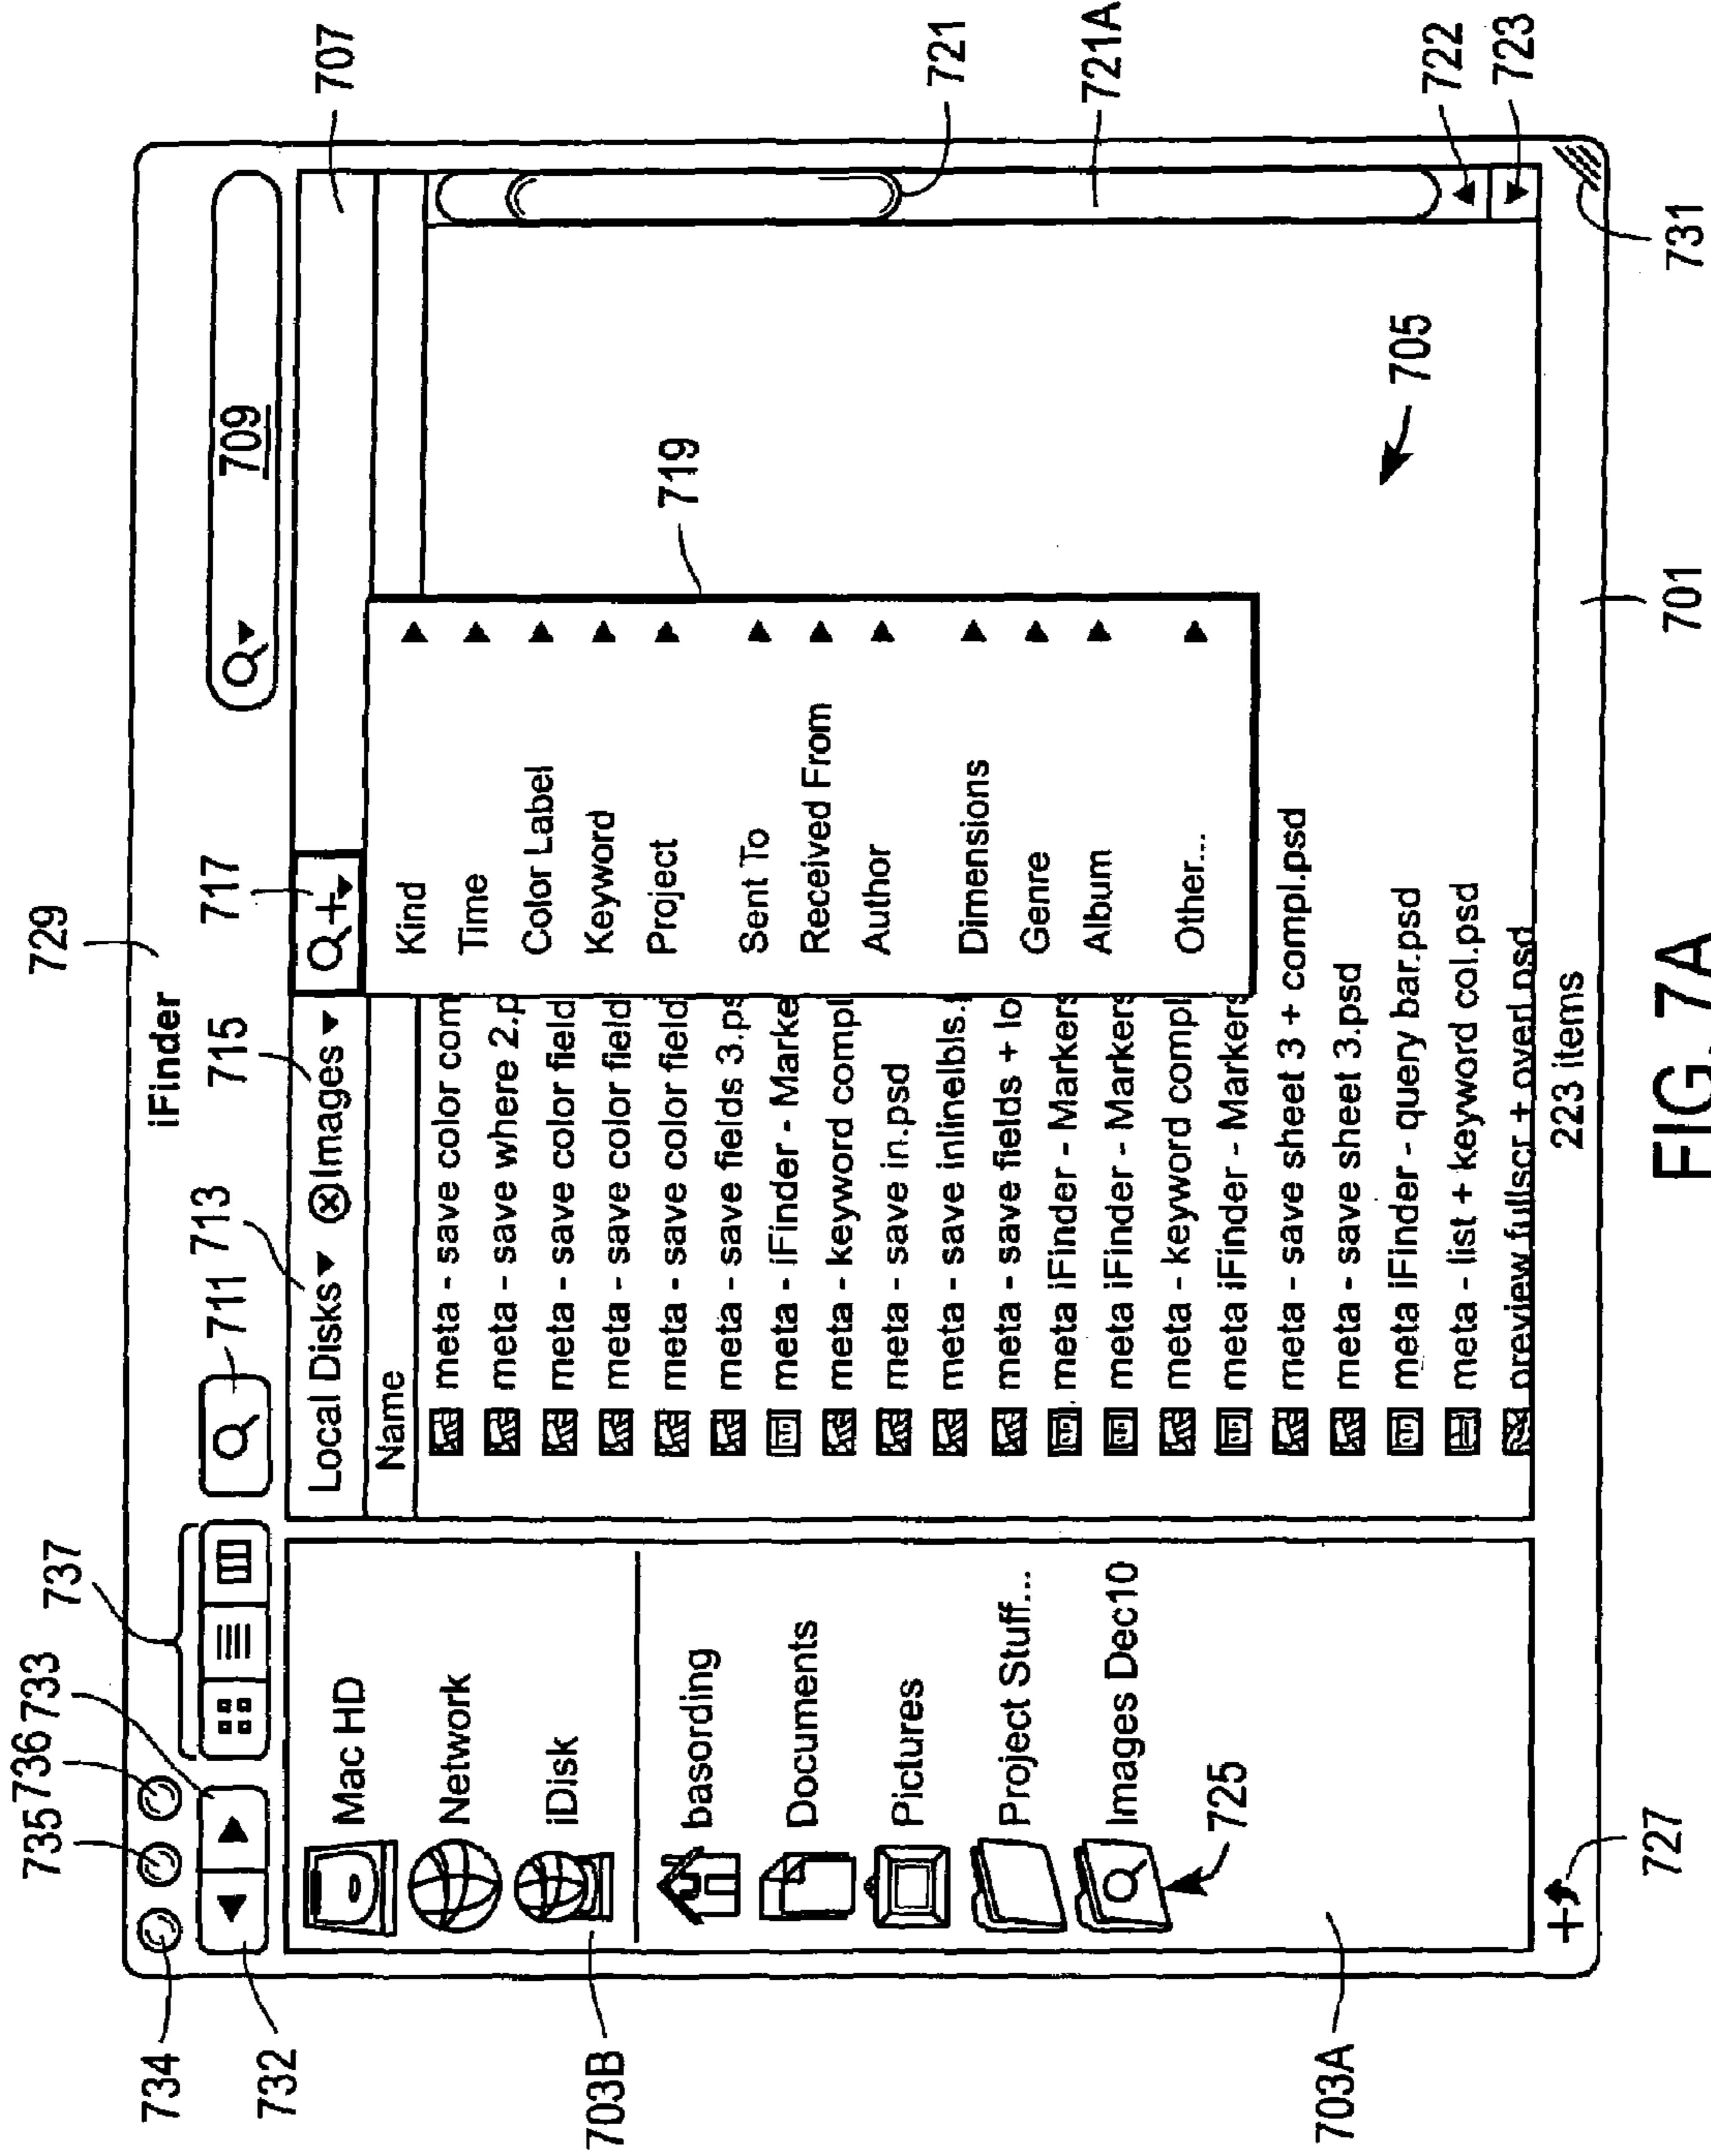 729
737
735 736 733
iFinder
711 713
715
717
734
709
707
732
Local Disks ⊗Images
Name
Mac HD
Network
iDisk
703B
basording
Documents
Pictures
Project Stuff...
Images Dec10
725
703A
727
meta - save color com
meta - save where 2.p
meta - save color field
meta - save color field
meta - save color field
meta - save fields 3.ps
meta - iFinder - Marke
meta - keyword compl
meta - save in.psd
meta - save inlinelbls.
meta - save fields + lo
meta iFinder - Markers
meta iFinder - Markers
meta - keyword compl
meta iFinder - Markers
meta - save sheet 3 + compl.psd
meta - save sheet 3.psd
meta iFinder - query bar.psd
meta - list + keyword col.psd
preview fullscr + overl.psd
Kind
Time
Color Label
Keyword
Project
Sent To
Received From
Author
Dimensions
Genre
Album
Other...
719
721
721A
705
722
723
223 items
701
731
FIG. 7A